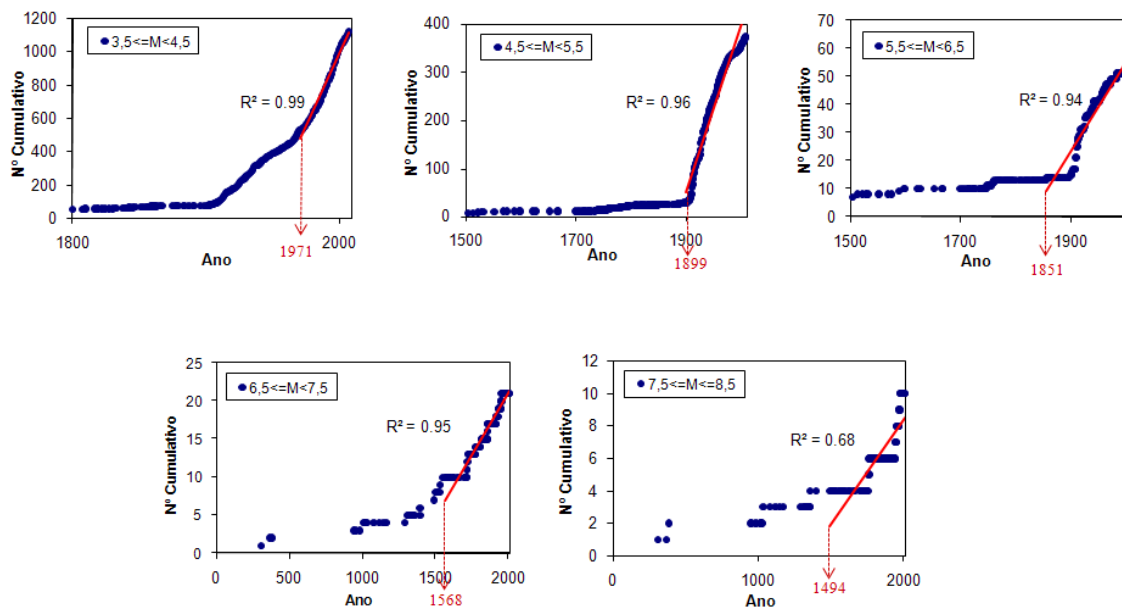 3,5<=M<4,5
Nº Cumulativo
1200
1000
800
600
400
200
0
R² = 0.99
1800
2000
Ano
1971
4,5<=M<5,5
Nº Cumulativo
400
300
200
100
0
R² = 0.96
1500
1700
1900
Ano
1899
5,5<=M<6,5
Nº Cumulativo
70
60
50
40
30
20
10
0
R² = 0.94
1500
1700
1900
Ano
1851
6,5<=M<7,5
Nº Cumulativo
25
20
15
10
5
0
R² = 0.95
0
500
1000
1500
2000
Ano
1568
7,5<=M<=8,5
Nº Cumulativo
12
10
8
6
4
2
0
R² = 0.68
0
1000
2000
Ano
1494